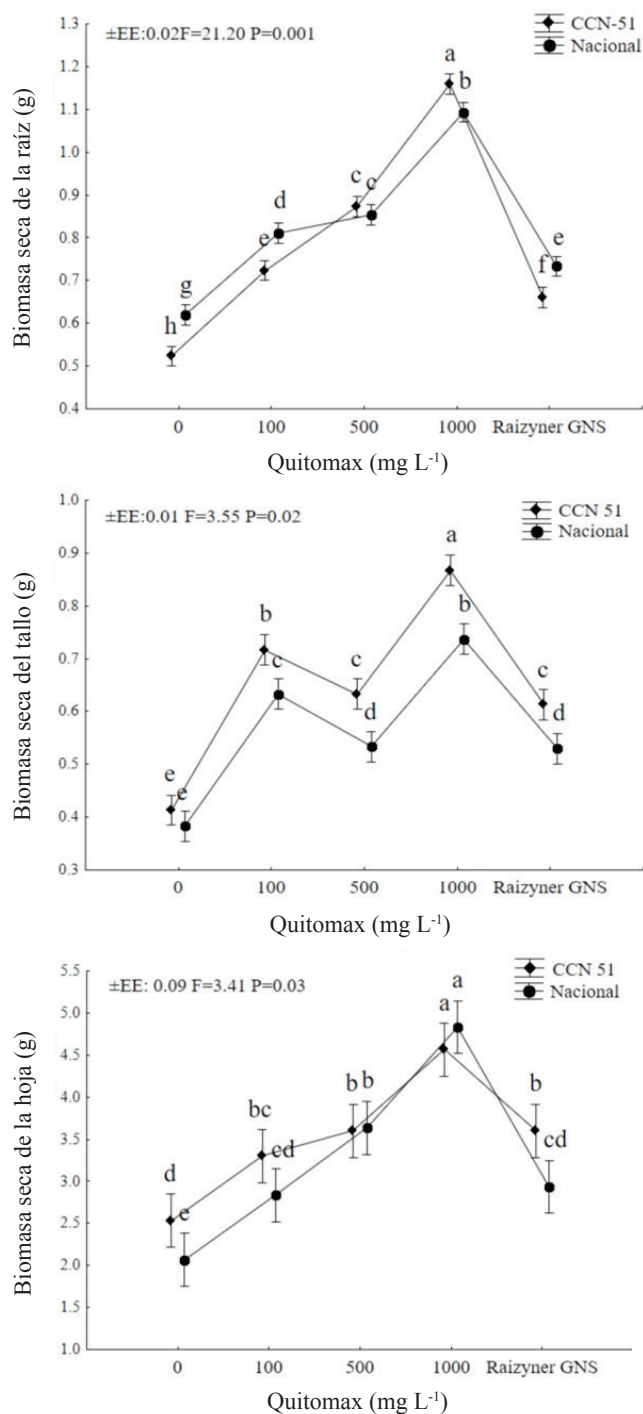 ±EE:0.02F=21.20 P=0.001
CCN-51
Nacional
Biomasa seca de la raíz (g)
1.3
1.2
1.1
1.0
0.9
0.8
0.7
0.6
0.5
0.4
h g e d c c a b f e
0 100 500 1000 Raizyner GNS
Quitomax (mg L-1)
±EE:0.01 F=3.55 P=0.02
CCN 51
Nacional
Biomasa seca del tallo (g)
1.0
0.9
0.8
0.7
0.6
0.5
0.4
0.3
e e b c c d a b c d
0 100 500 1000 Raizyner GNS
Quitomax (mg L-1)
±EE: 0.09 F=3.41 P=0.03
CCN 51
Nacional
Biomasa seca de la hoja (g)
5.5
5.0
4.5
4.0
3.5
3.0
2.5
2.0
1.5
1.0
d e bc cd b b a a b cd
0 100 500 1000 Raizyner GNS
Quitomax (mg L-1)